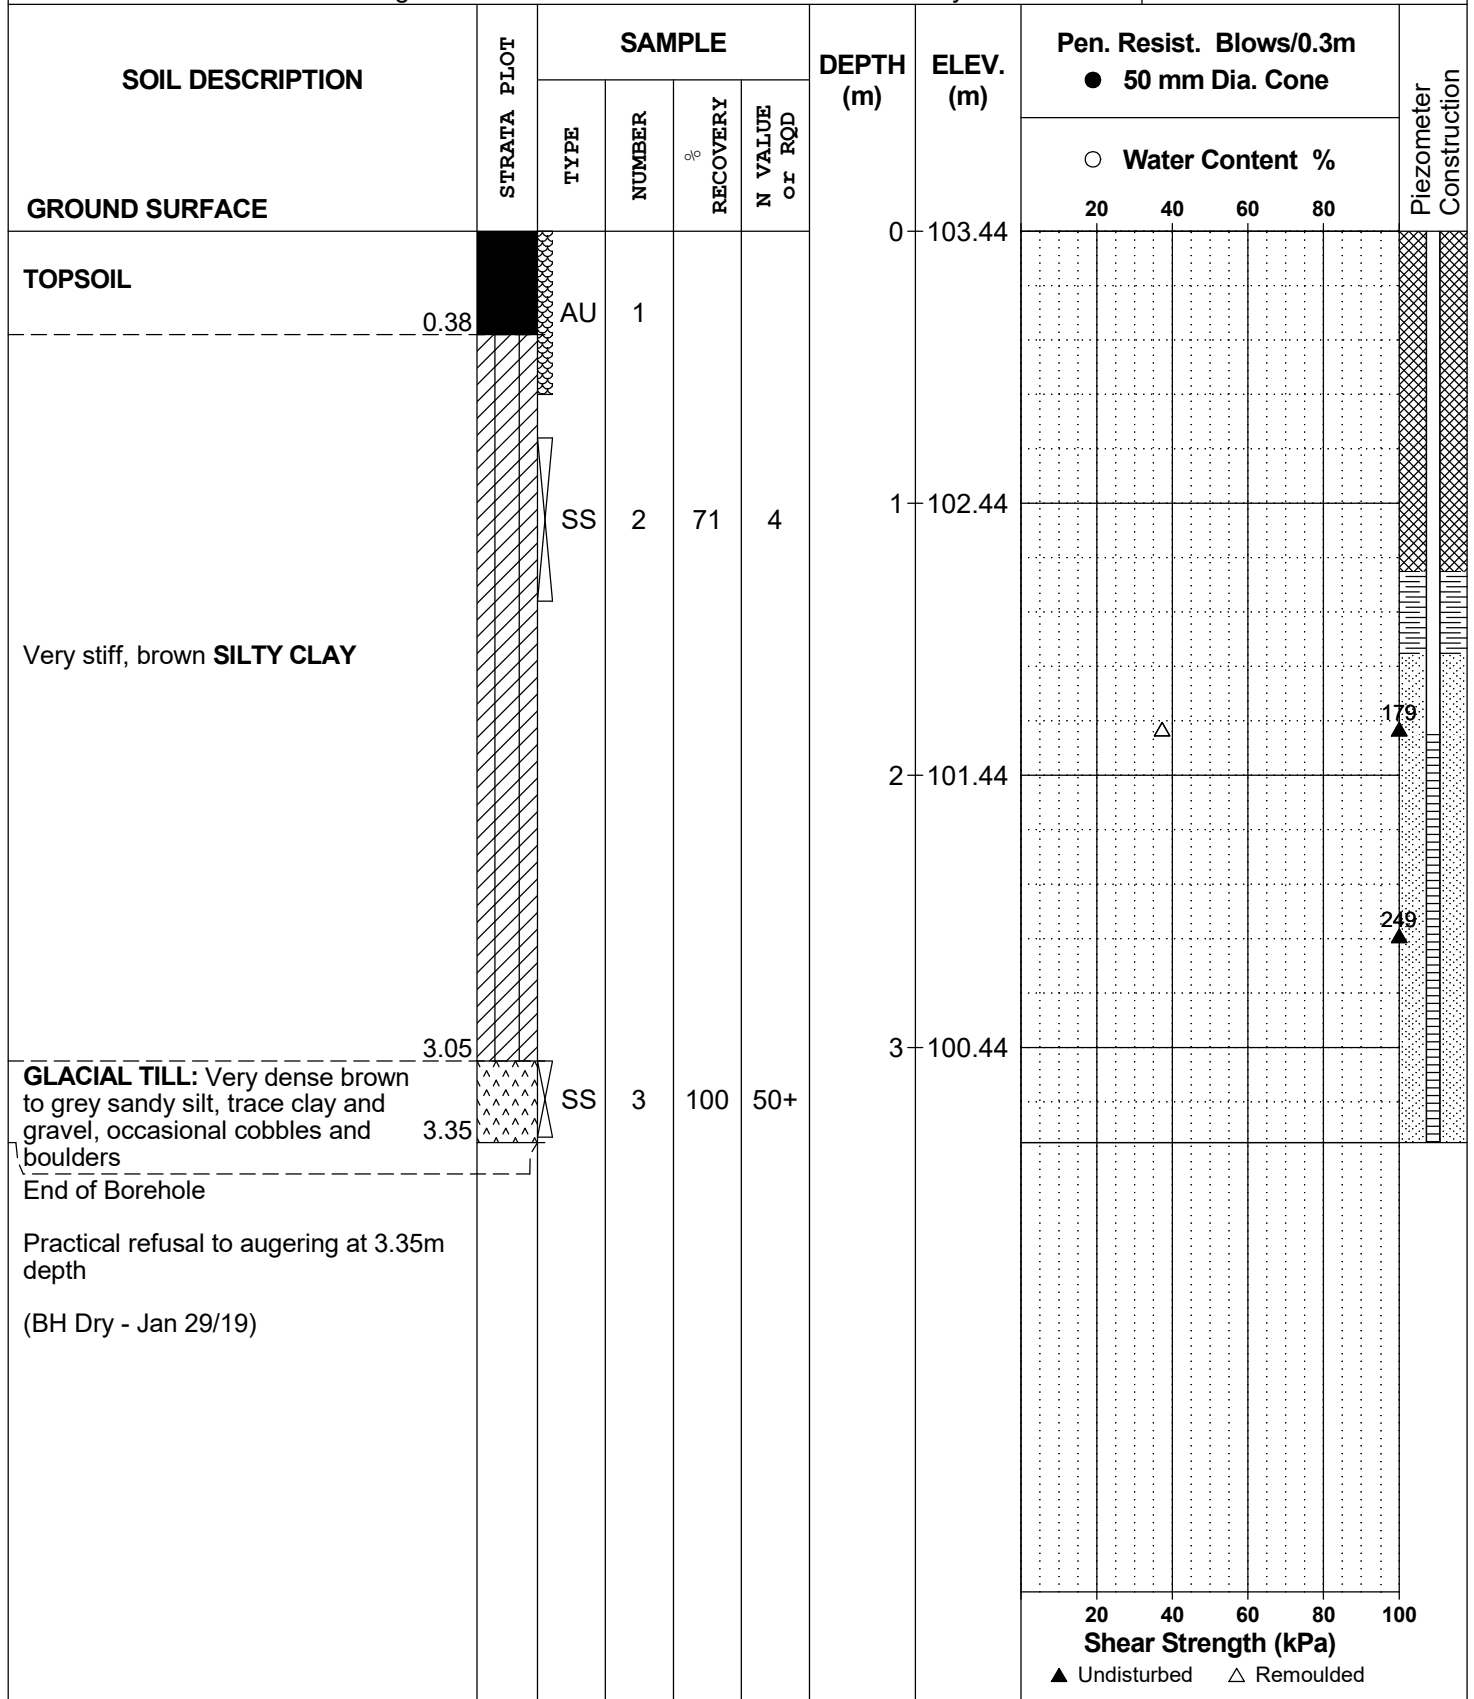 SOIL DESCRIPTION
GROUND SURFACE
STRATA PLOT
SAMPLE
TYPE
NUMBER
%
RECOVERY
N VALUE
or RQD
DEPTH
(m)
ELEV.
(m)
Pen. Resist. Blows/0.3m
● 50 mm Dia. Cone
○ Water Content %
20 40 60 80
Piezometer
Construction
0 103.44
TOPSOIL
0.38
AU 1
SS 2 71 4
1 102.44
Very stiff, brown SILTY CLAY
179
2 101.44
249
3.05
3 100.44
GLACIAL TILL: Very dense brown
to grey sandy silt, trace clay and
gravel, occasional cobbles and
boulders
3.35
SS 3 100 50+
End of Borehole
Practical refusal to augering at 3.35m
depth
(BH Dry - Jan 29/19)
20 40 60 80 100
Shear Strength (kPa)
▲ Undisturbed △ Remoulded